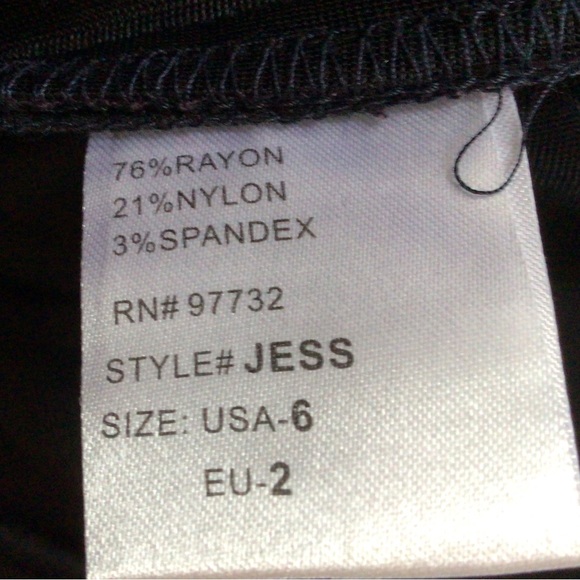 76%RAYON
21%NYLON
3%SPANDEX
RN# 97732
STYLE# JESS
SIZE: USA-6
EU-2